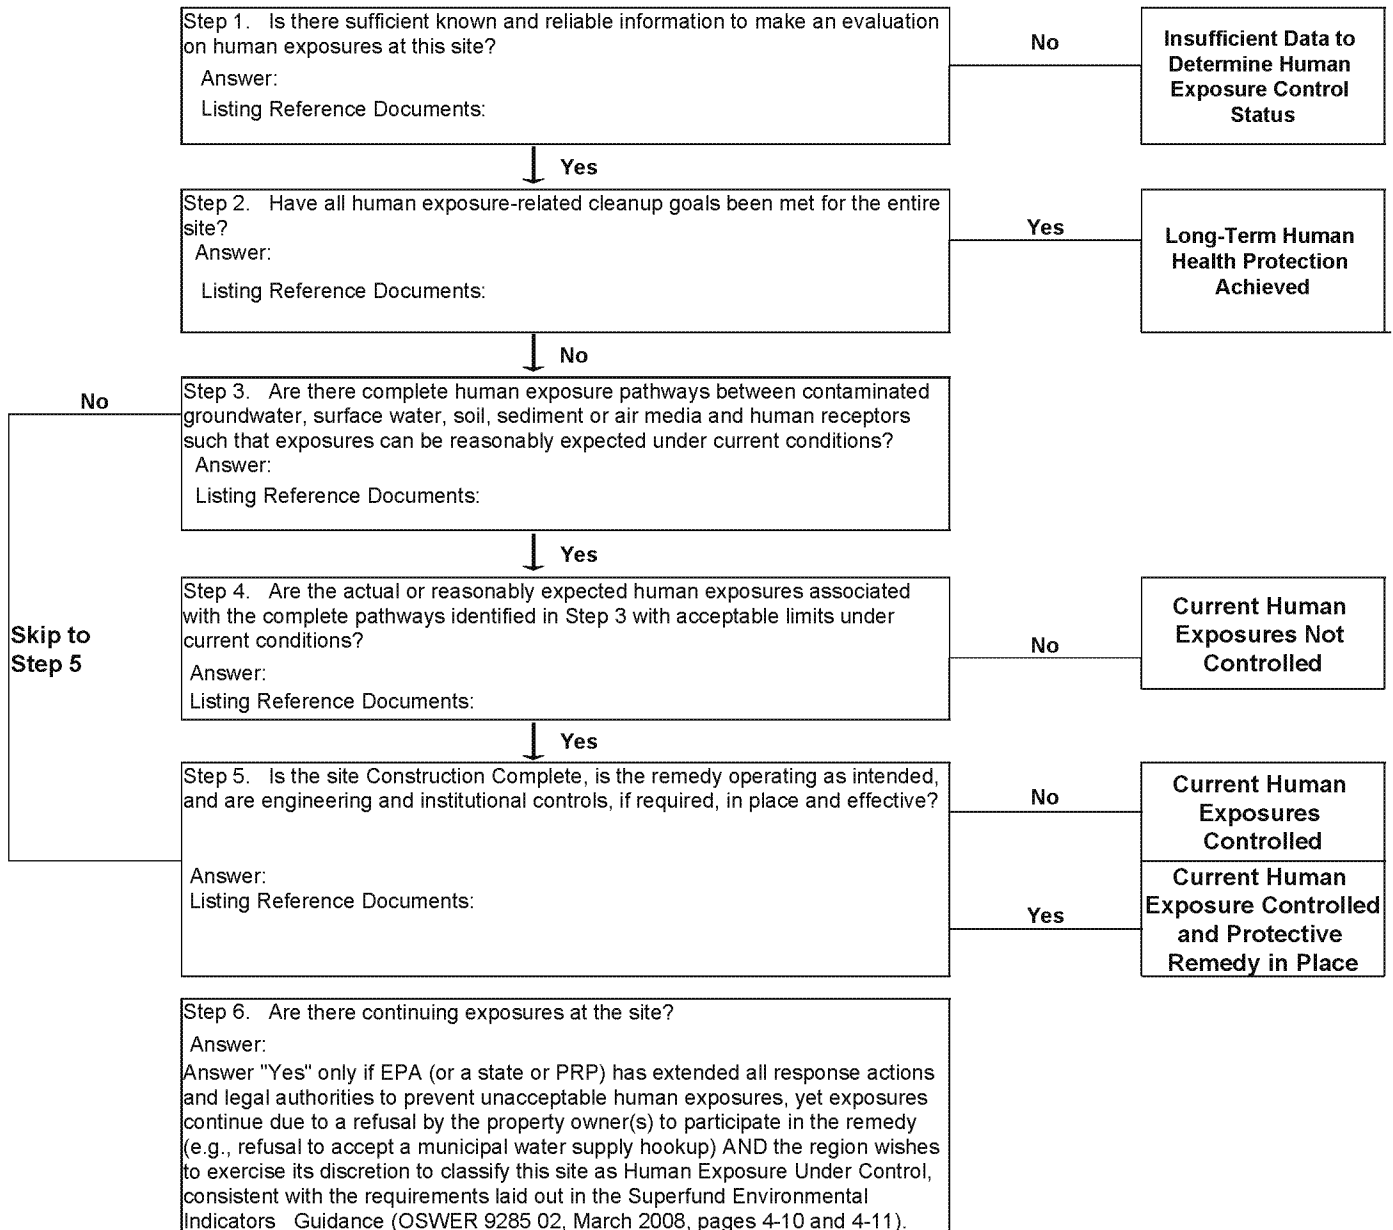 Step 1. Is there sufficient known and reliable information to make an evaluation
on human exposures at this site?
Answer:
Listing Reference Documents:
No
Insufficient Data to
Determine Human
Exposure Control
Status
Yes
Step 2. Have all human exposure-related cleanup goals been met for the entire
site?
Answer:
Listing Reference Documents:
Yes
Long-Term Human
Health Protection
Achieved
No
Step 3. Are there complete human exposure pathways between contaminated
groundwater, surface water, soil, sediment or air media and human receptors
such that exposures can be reasonably expected under current conditions?
Answer:
Listing Reference Documents:
No
Skip to
Step 5
Yes
Step 4. Are the actual or reasonably expected human exposures associated
with the complete pathways identified in Step 3 with acceptable limits under
current conditions?
Answer:
Listing Reference Documents:
No
Current Human
Exposures Not
Controlled
Yes
Step 5. Is the site Construction Complete, is the remedy operating as intended,
and are engineering and institutional controls, if required, in place and effective?
Answer:
Listing Reference Documents:
No
Current Human
Exposures
Controlled
Yes
Current Human
Exposure Controlled
and Protective
Remedy in Place
Step 6. Are there continuing exposures at the site?
Answer:
Answer "Yes" only if EPA (or a state or PRP) has extended all response actions
and legal authorities to prevent unacceptable human exposures, yet exposures
continue due to a refusal by the property owner(s) to participate in the remedy
(e.g., refusal to accept a municipal water supply hookup) AND the region wishes
to exercise its discretion to classify this site as Human Exposure Under Control,
consistent with the requirements laid out in the Superfund Environmental
Indicators Guidance (OSWER 9285 02, March 2008, pages 4-10 and 4-11).